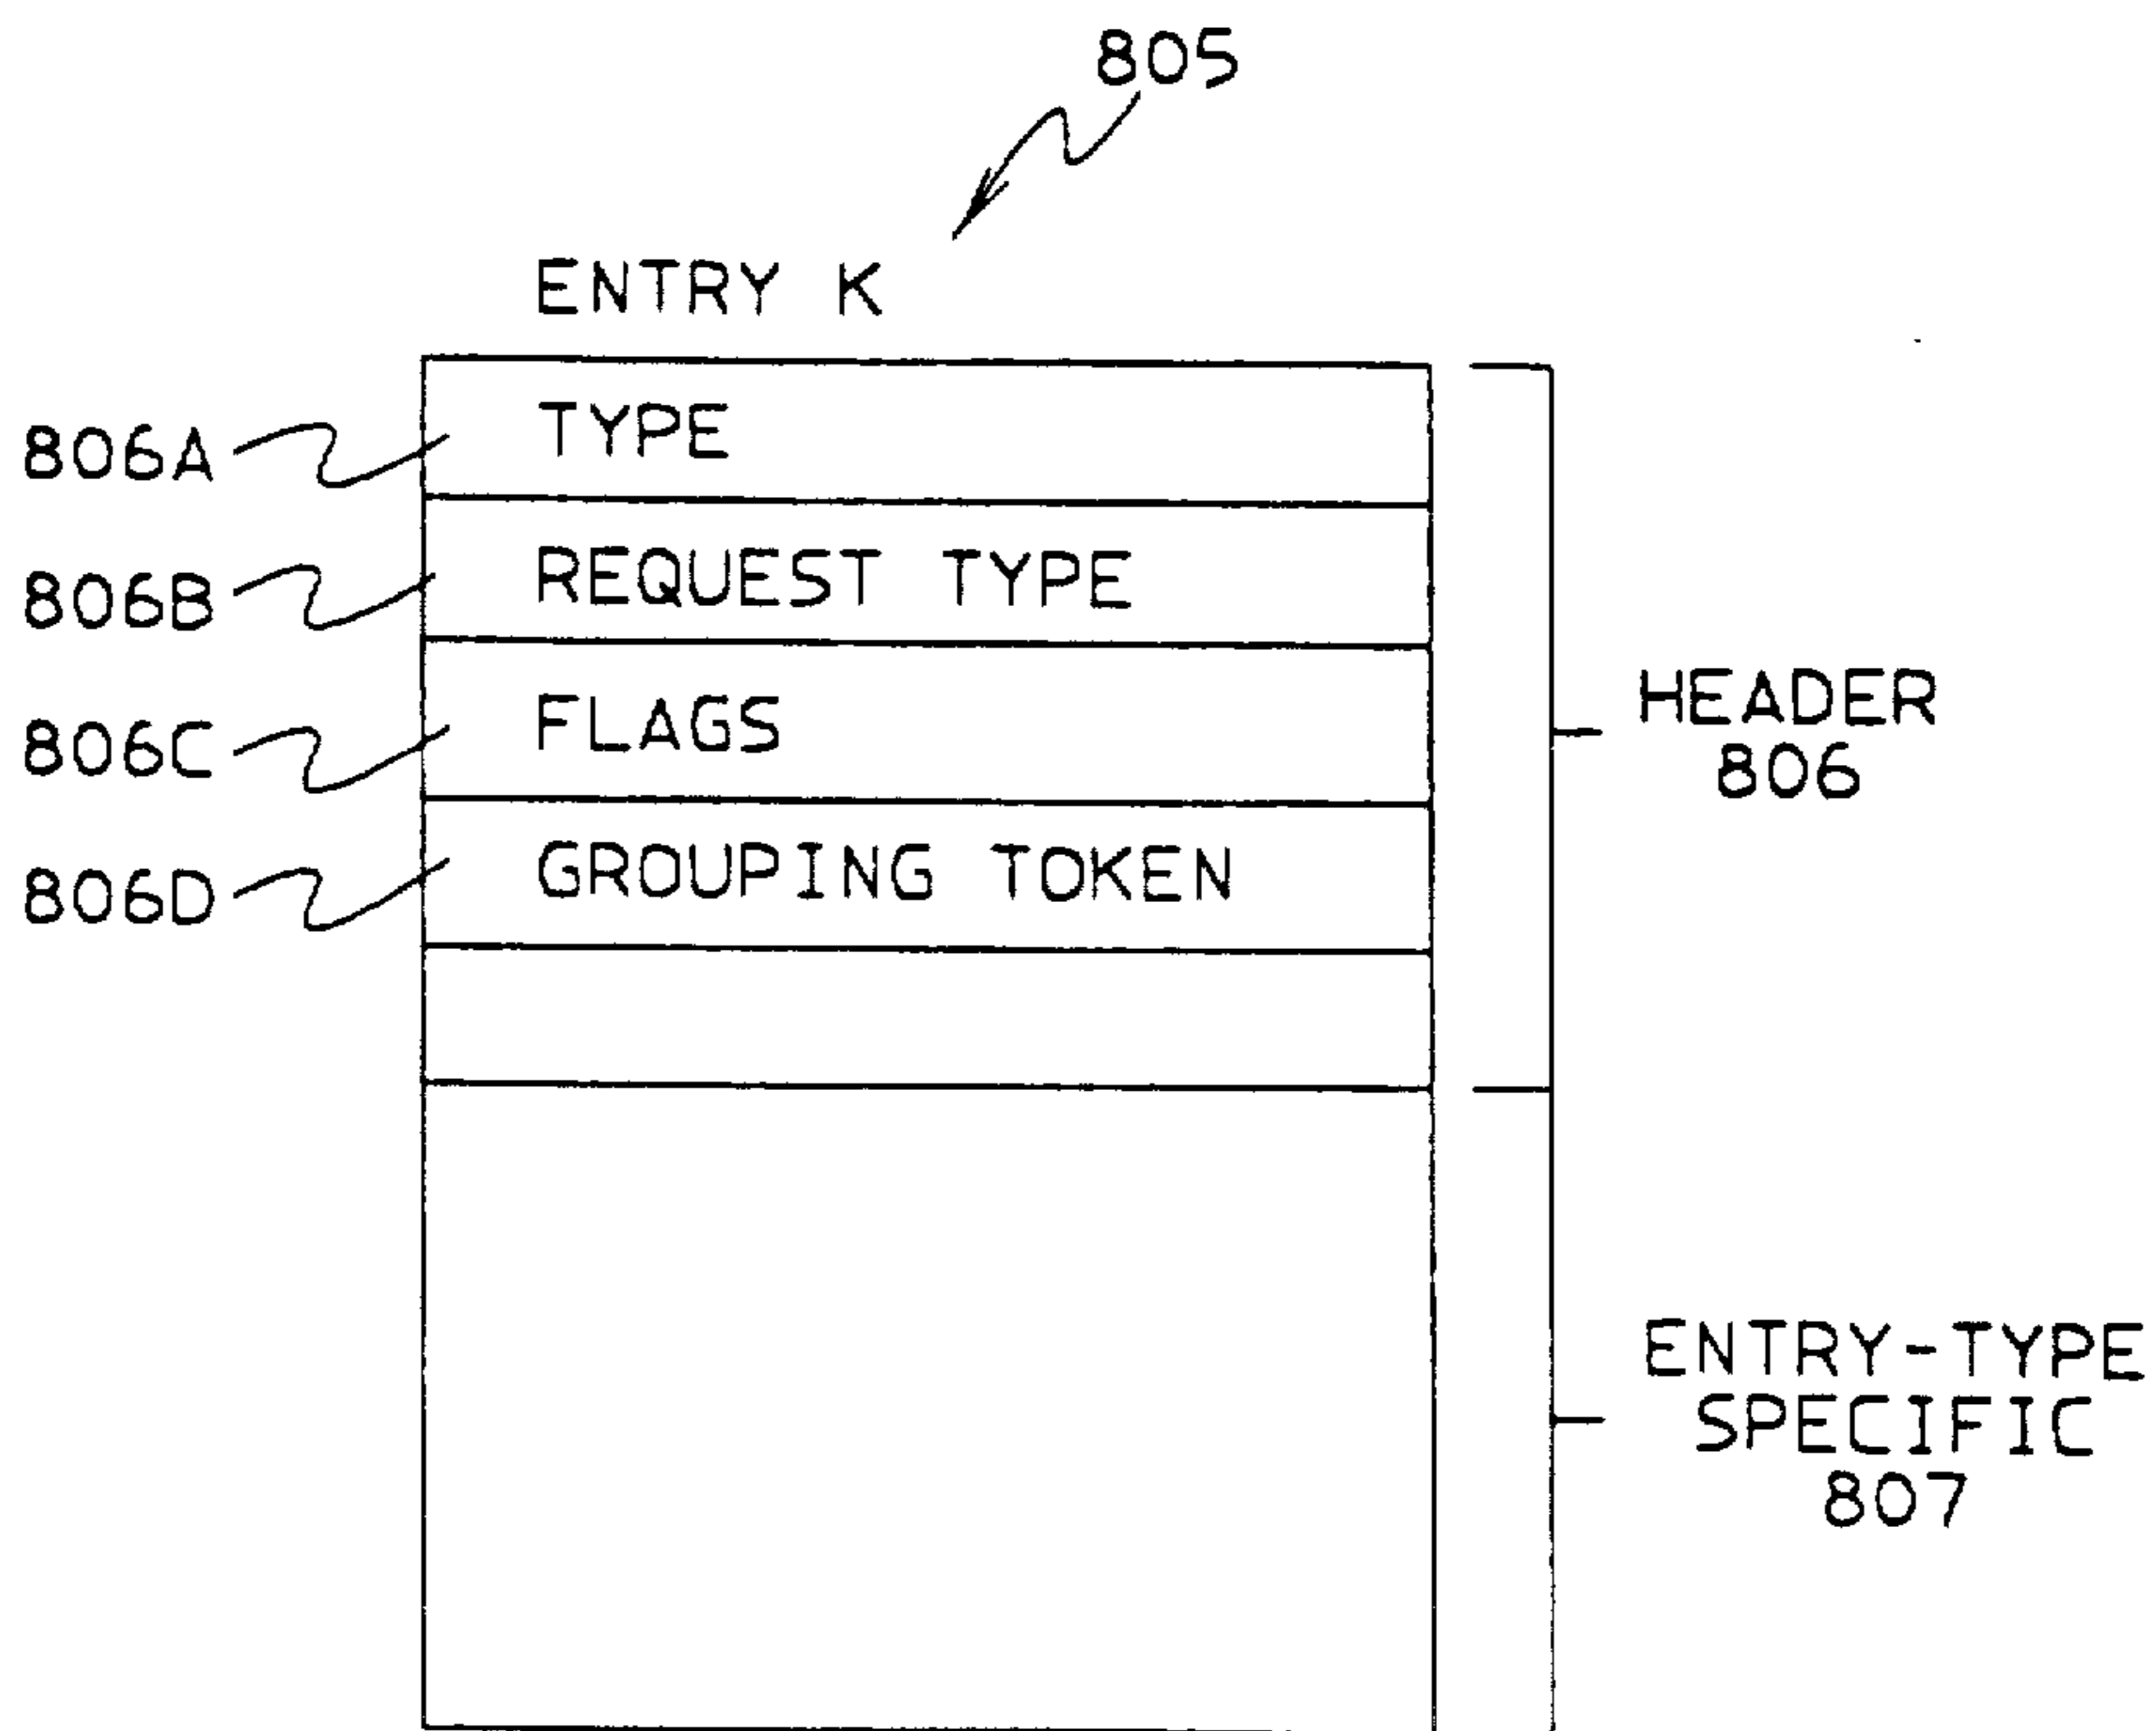 805
ENTRY K
806A
TYPE
806B
REQUEST TYPE
806C
FLAGS
806D
GROUPING TOKEN
HEADER
806
ENTRY-TYPE
SPECIFIC
807